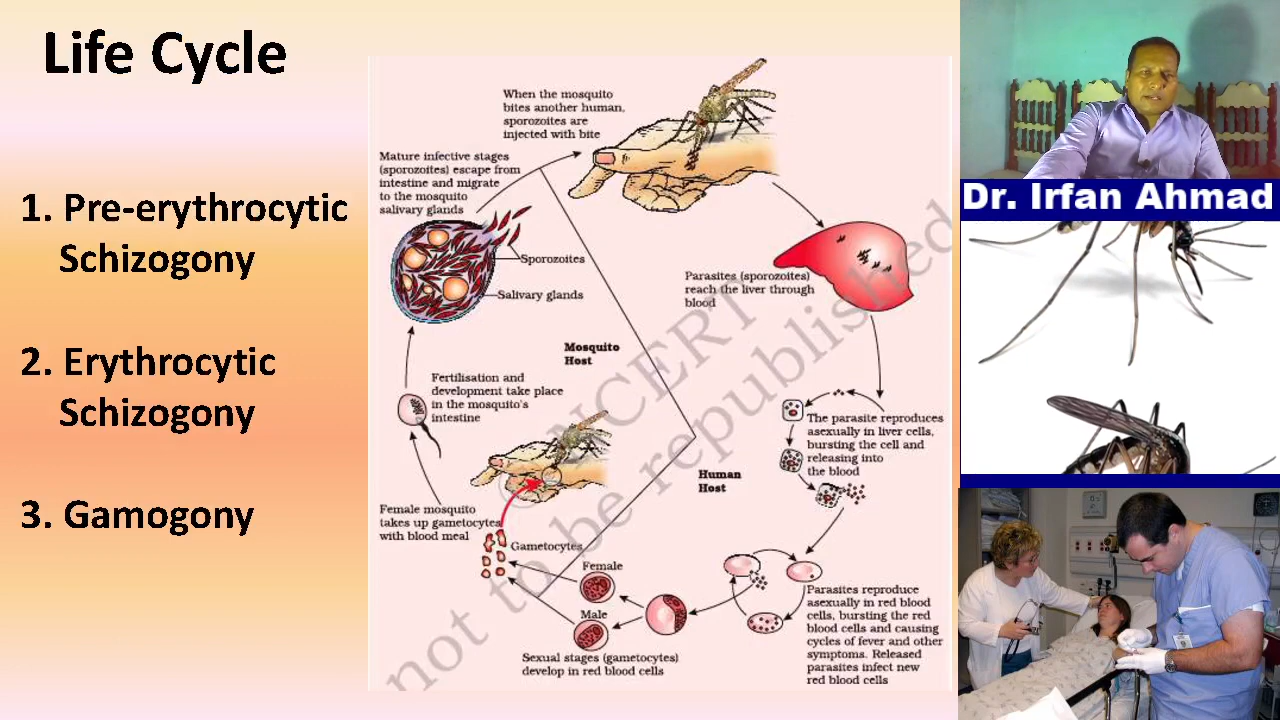 Life Cycle
1. Pre-erythrocytic
Schizogony
2. Erythrocytic
Schizogony
3. Gamogony
When the mosquito
bites another human,
sporozoites are
injected with bite
Mature infective stages
(sporozoites) escape from
intestine and migrate
to the mosquito
salivary glands
Sporozoites
Salivary glands
Parasites (sporozoites)
reach the liver through
blood
Mosquito
Host
Fertilisation and
development take place
in the mosquito's
intestine
The parasite reproduces
asexually in liver cells,
bursting the cell and
releasing into
the blood
Human
Host
Female mosquito
takes up gametocytes
with blood meal
Gametocytes
Female
Male
Sexual stages (gametocytes)
develop in red blood cells
Parasites reproduce
asexually in red blood
cells, bursting the red
blood cells and causing
cycles of fever and other
symptoms. Released
parasites infect new
red blood cells
© NCERT
not to be republished
Dr. Irfan Ahmad